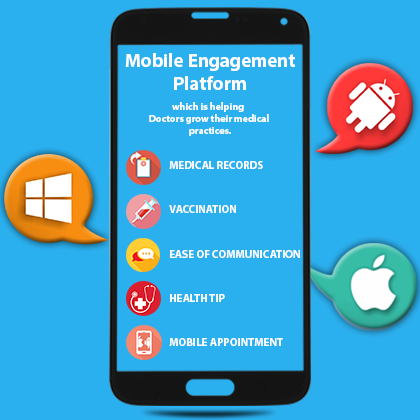 Mobile Engagement
Platform
which is helping
Doctors grow their medical
practices.
MEDICAL RECORDS
VACCINATION
EASE OF COMMUNICATION
HEALTH TIP
MOBILE APPOINTMENT